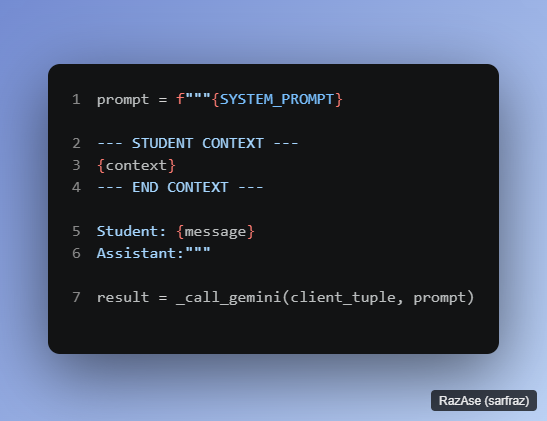 1 prompt = f"""{SYSTEM_PROMPT}
2 --- STUDENT CONTEXT ---
3 {context}
4 --- END CONTEXT ---
5 Student: {message}
6 Assistant:"""
7 result = _call_gemini(client_tuple, prompt)
RazAse (sarfraz)